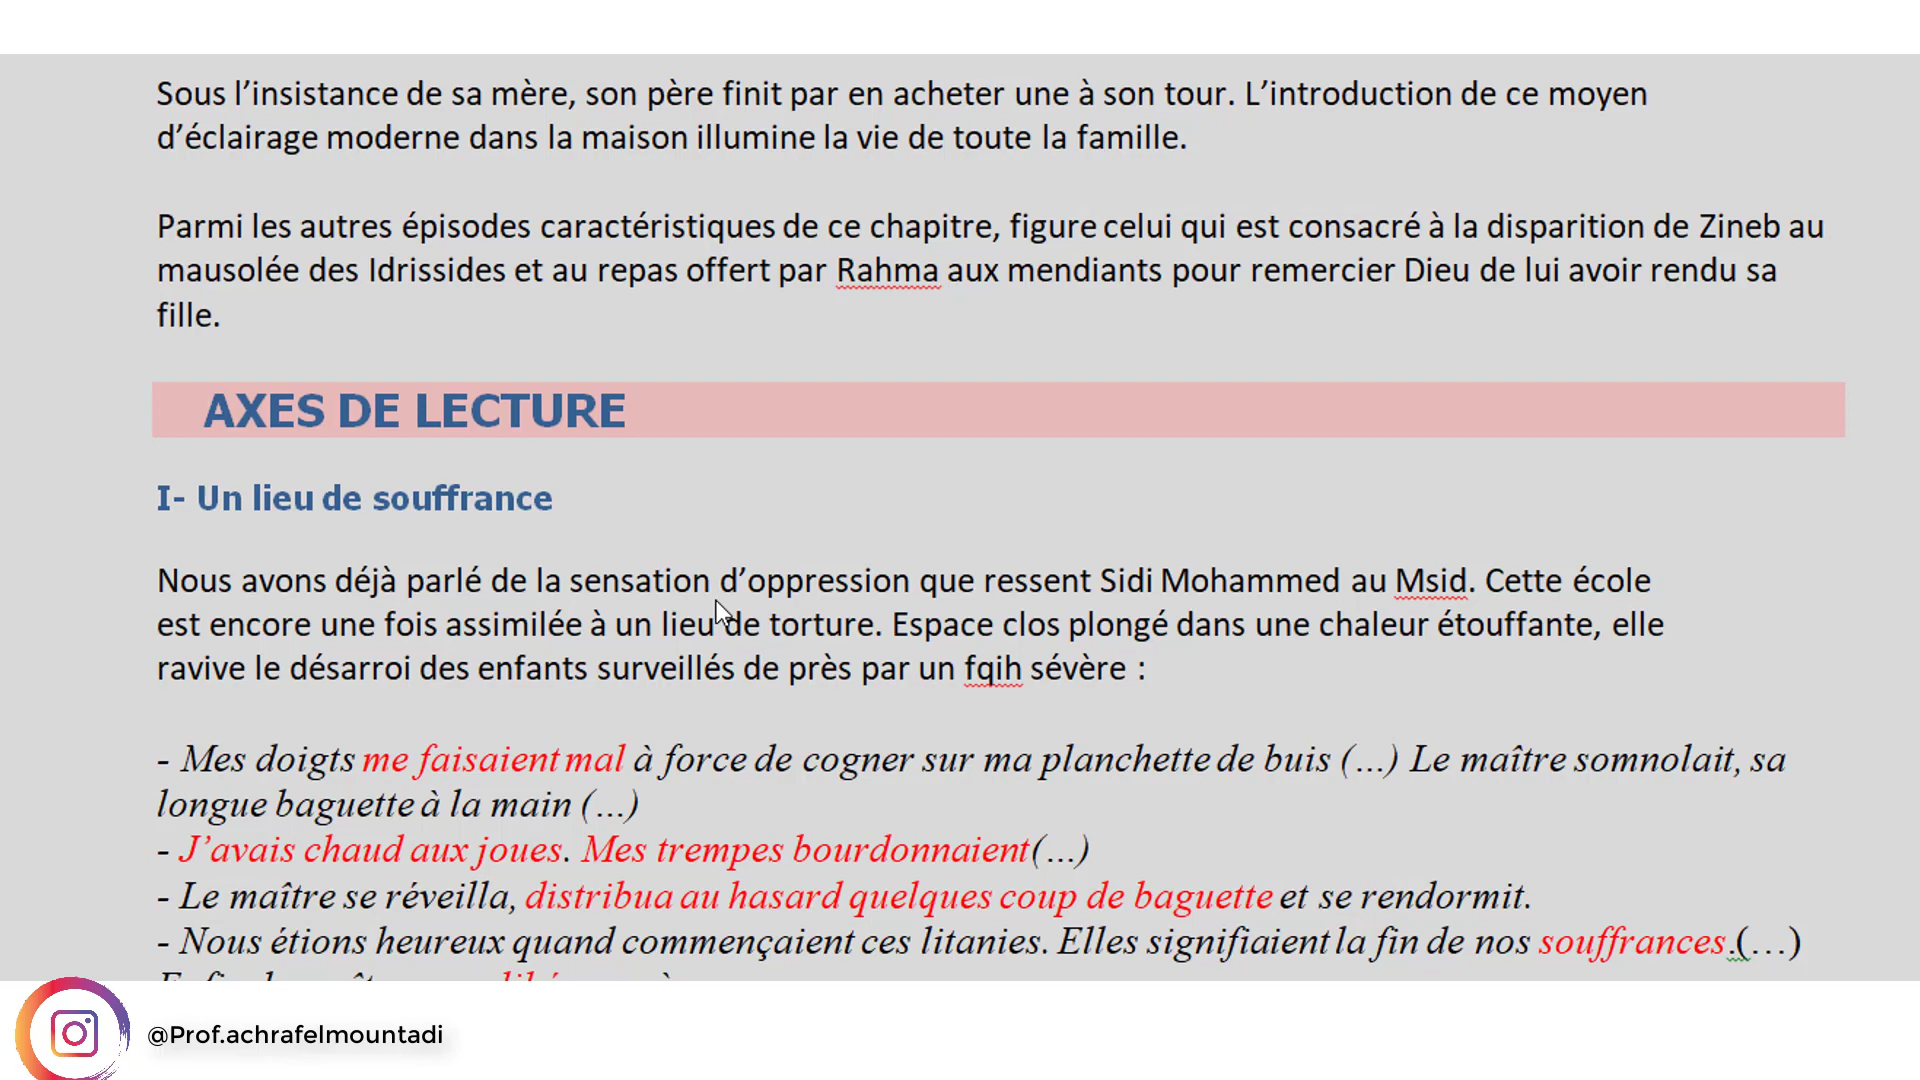 Sous l’insistance de sa mère, son père finit par en acheter une à son tour. L’introduction de ce moyen
d’éclairage moderne dans la maison illumine la vie de toute la famille.
Parmi les autres épisodes caractéristiques de ce chapitre, figure celui qui est consacré à la disparition de Zineb au
mausolée des Idrissides et au repas offert par Rahma aux mendiants pour remercier Dieu de lui avoir rendu sa
fille.
AXES DE LECTURE
I- Un lieu de souffrance
Nous avons déjà parlé de la sensation d’oppression que ressent Sidi Mohammed au Msid. Cette école
est encore une fois assimilée à un lieu de torture. Espace clos plongé dans une chaleur étouffante, elle
ravive le désarroi des enfants surveillés de près par un fqih sévère :
- Mes doigts me faisaient mal à force de cogner sur ma planchette de buis (…) Le maître somnolait, sa
longue baguette à la main (…)
- J’avais chaud aux joues. Mes trempes bourdonnaient(…)
- Le maître se réveilla, distribua au hasard quelques coup de baguette et se rendormit.
- Nous étions heureux quand commençaient ces litanies. Elles signifiaient la fin de nos souffrances.(…)
@Prof.achrafelmountadi